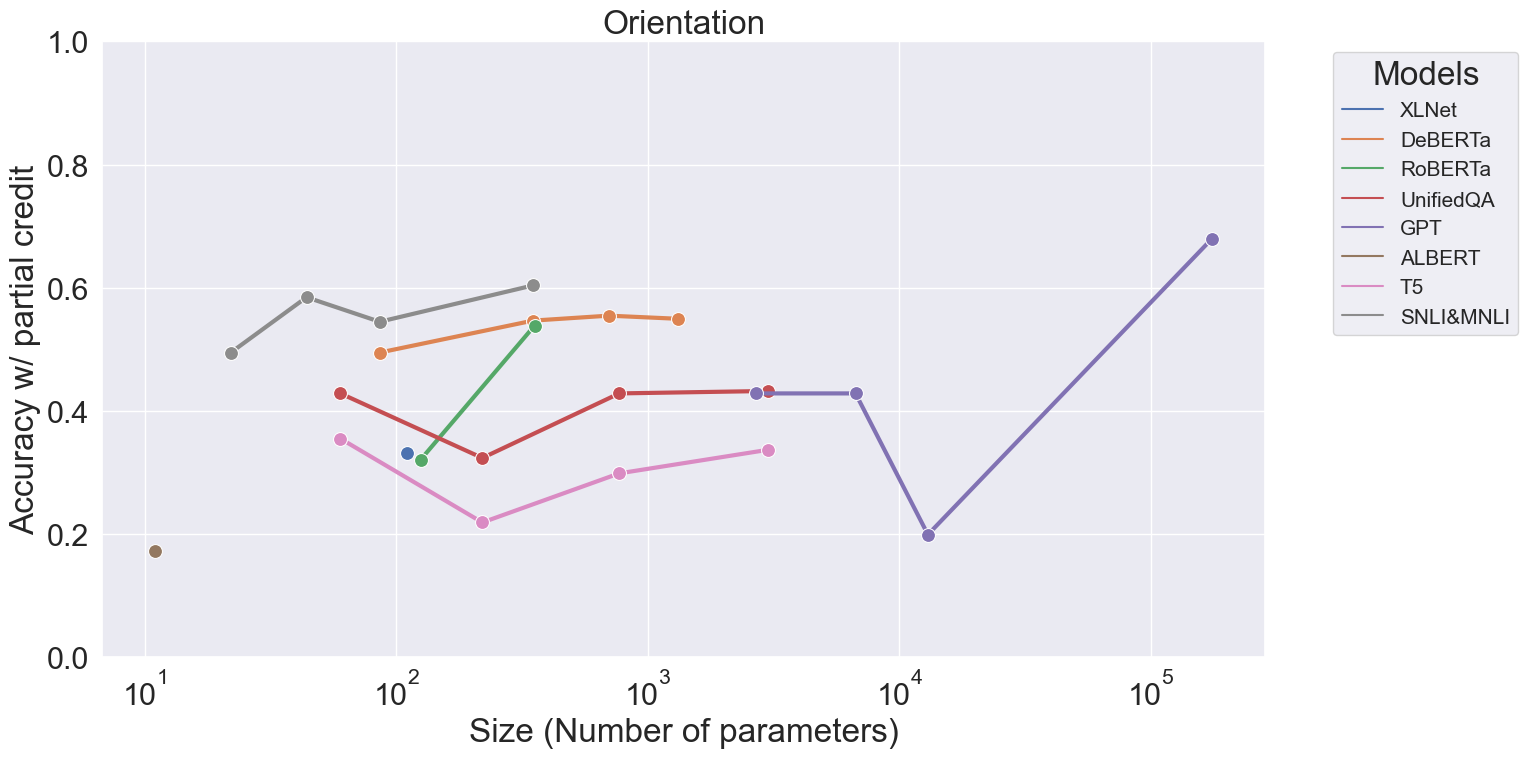 Orientation
1.0
0.8
0.6
0.4
0.2
0.0
Accuracy w/ partial credit
10^1 10^2 10^3 10^4 10^5
Size (Number of parameters)
Models
XLNet
DeBERTa
RoBERTa
UnifiedQA
GPT
ALBERT
T5
SNLI&MNLI